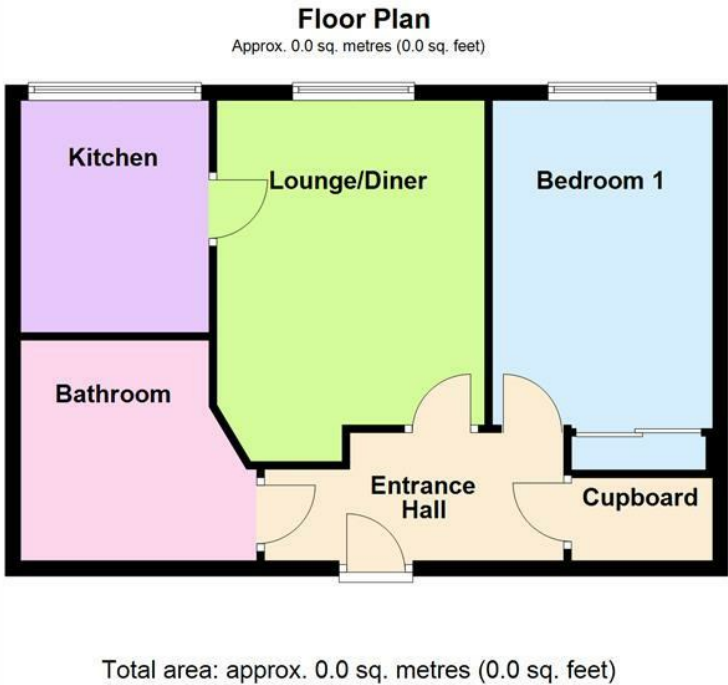 Floor Plan
Approx. 0.0 sq. metres (0.0 sq. feet)
Kitchen
Lounge/Diner
Bedroom 1
Bathroom
Entrance
Hall
Cupboard
Total area: approx. 0.0 sq. metres (0.0 sq. feet)